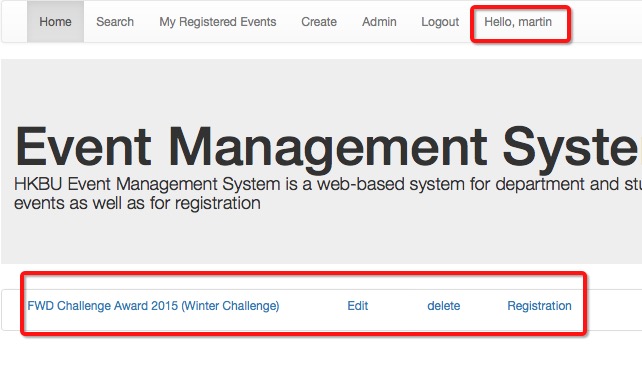 Home Search My Registered Events Create Admin Logout Hello, martin
Event Management Syste
HKBU Event Management System is a web-based system for department and stu
events as well as for registration
FWD Challenge Award 2015 (Winter Challenge) Edit delete Registration